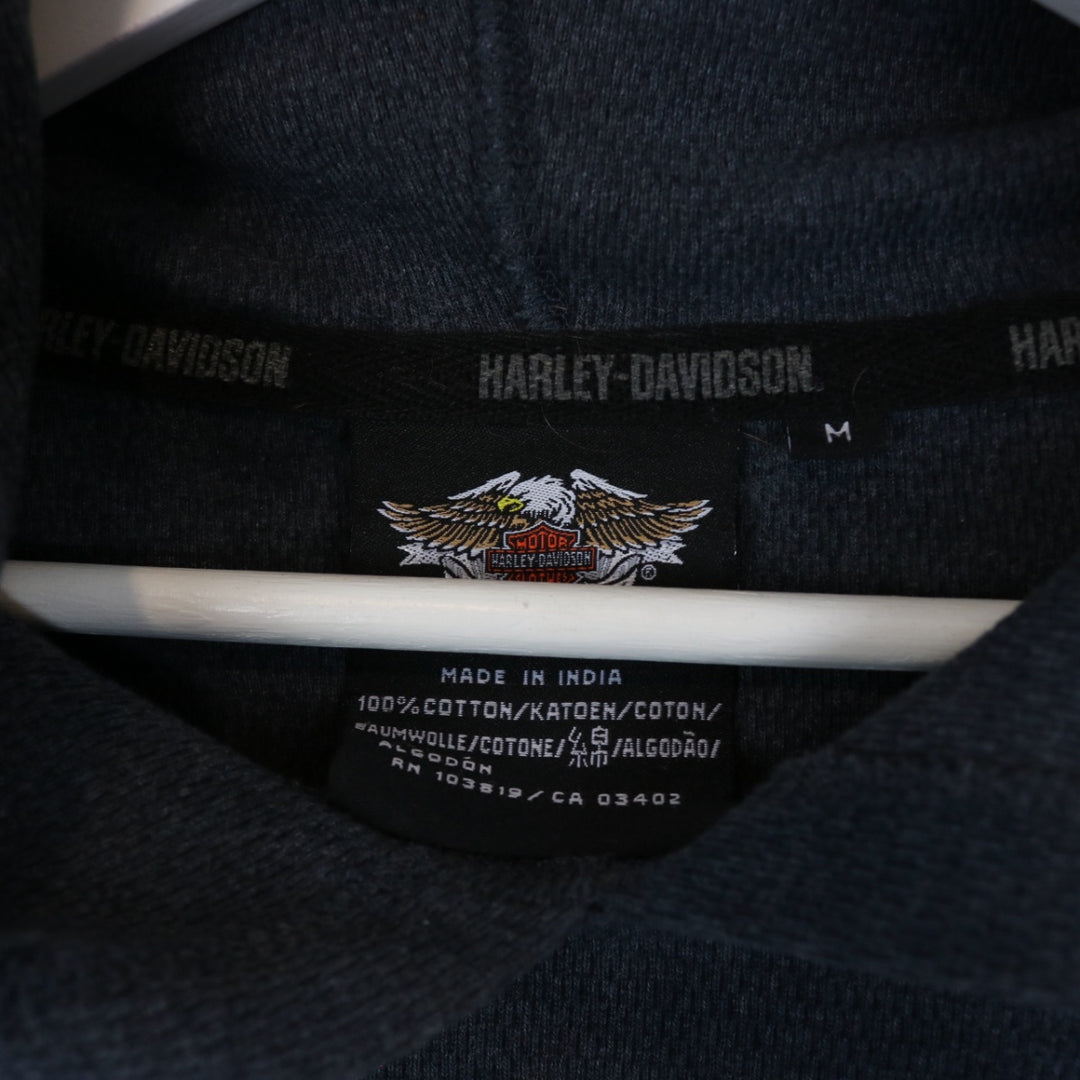 RLEY-DAVIDSON HARLEY-DAVIDSON HAR
M
MOTOR
HARLEY-DAVIDSON
®
MADE IN INDIA
100% COTTON/KATOEN/COTON/
BAUMWOLLE/COTONE/綿/ALGODÃO/
ALGODÓN
RN 103819/CA 03402